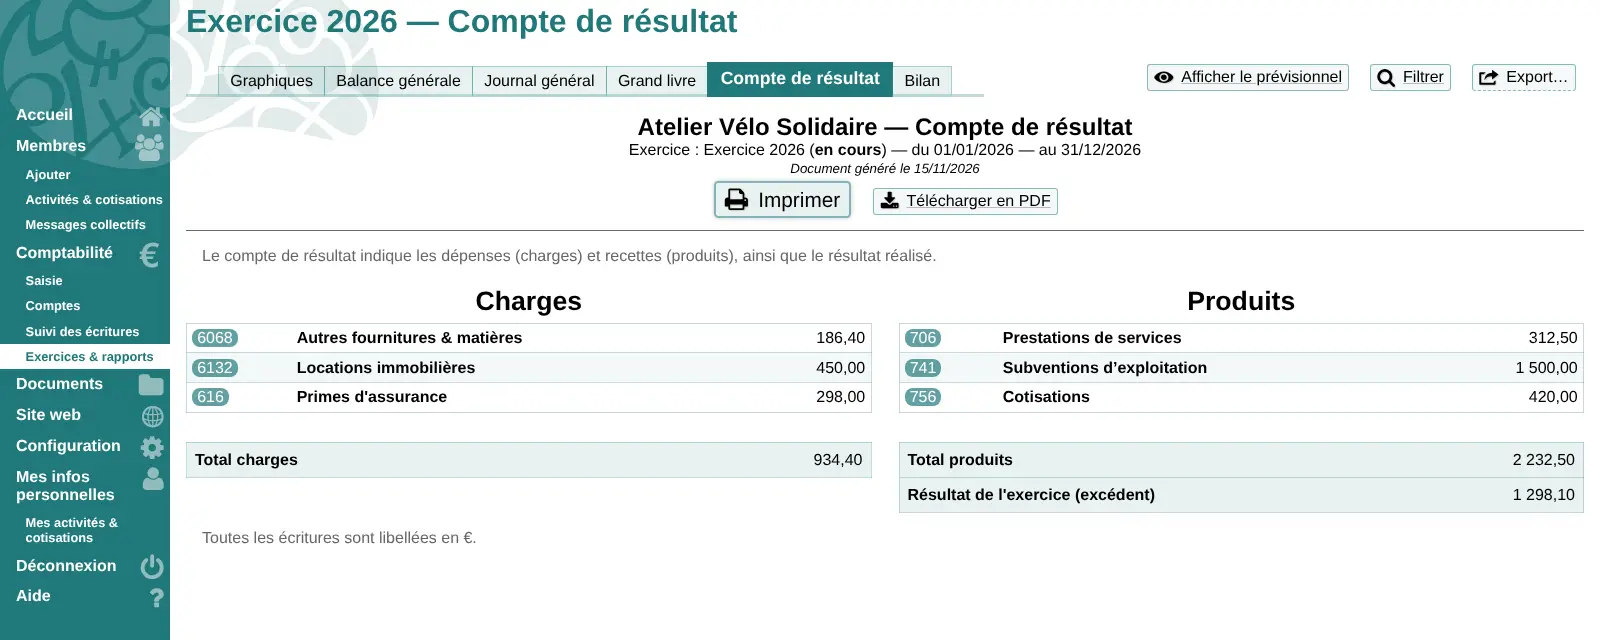 Exercice 2026 — Compte de résultat
Graphiques
Balance générale
Journal général
Grand livre
Compte de résultat
Bilan
Afficher le prévisionnel
Filtrer
Export…
Accueil
Membres
Ajouter
Activités & cotisations
Messages collectifs
Comptabilité
€
Saisie
Comptes
Suivi des écritures
Exercices & rapports
Documents
Site web
Configuration
Mes infos
personnelles
Mes activités &
cotisations
Déconnexion
Aide
?
Atelier Vélo Solidaire — Compte de résultat
Exercice : Exercice 2026 (en cours) — du 01/01/2026 — au 31/12/2026
Document généré le 15/11/2026
Imprimer
Télécharger en PDF
Le compte de résultat indique les dépenses (charges) et recettes (produits), ainsi que le résultat réalisé.
Charges
6068 Autres fournitures & matières 186,40
6132 Locations immobilières 450,00
616 Primes d'assurance 298,00
Total charges 934,40
Produits
706 Prestations de services 312,50
741 Subventions d’exploitation 1 500,00
756 Cotisations 420,00
Total produits 2 232,50
Résultat de l'exercice (excédent) 1 298,10
Toutes les écritures sont libellées en €.